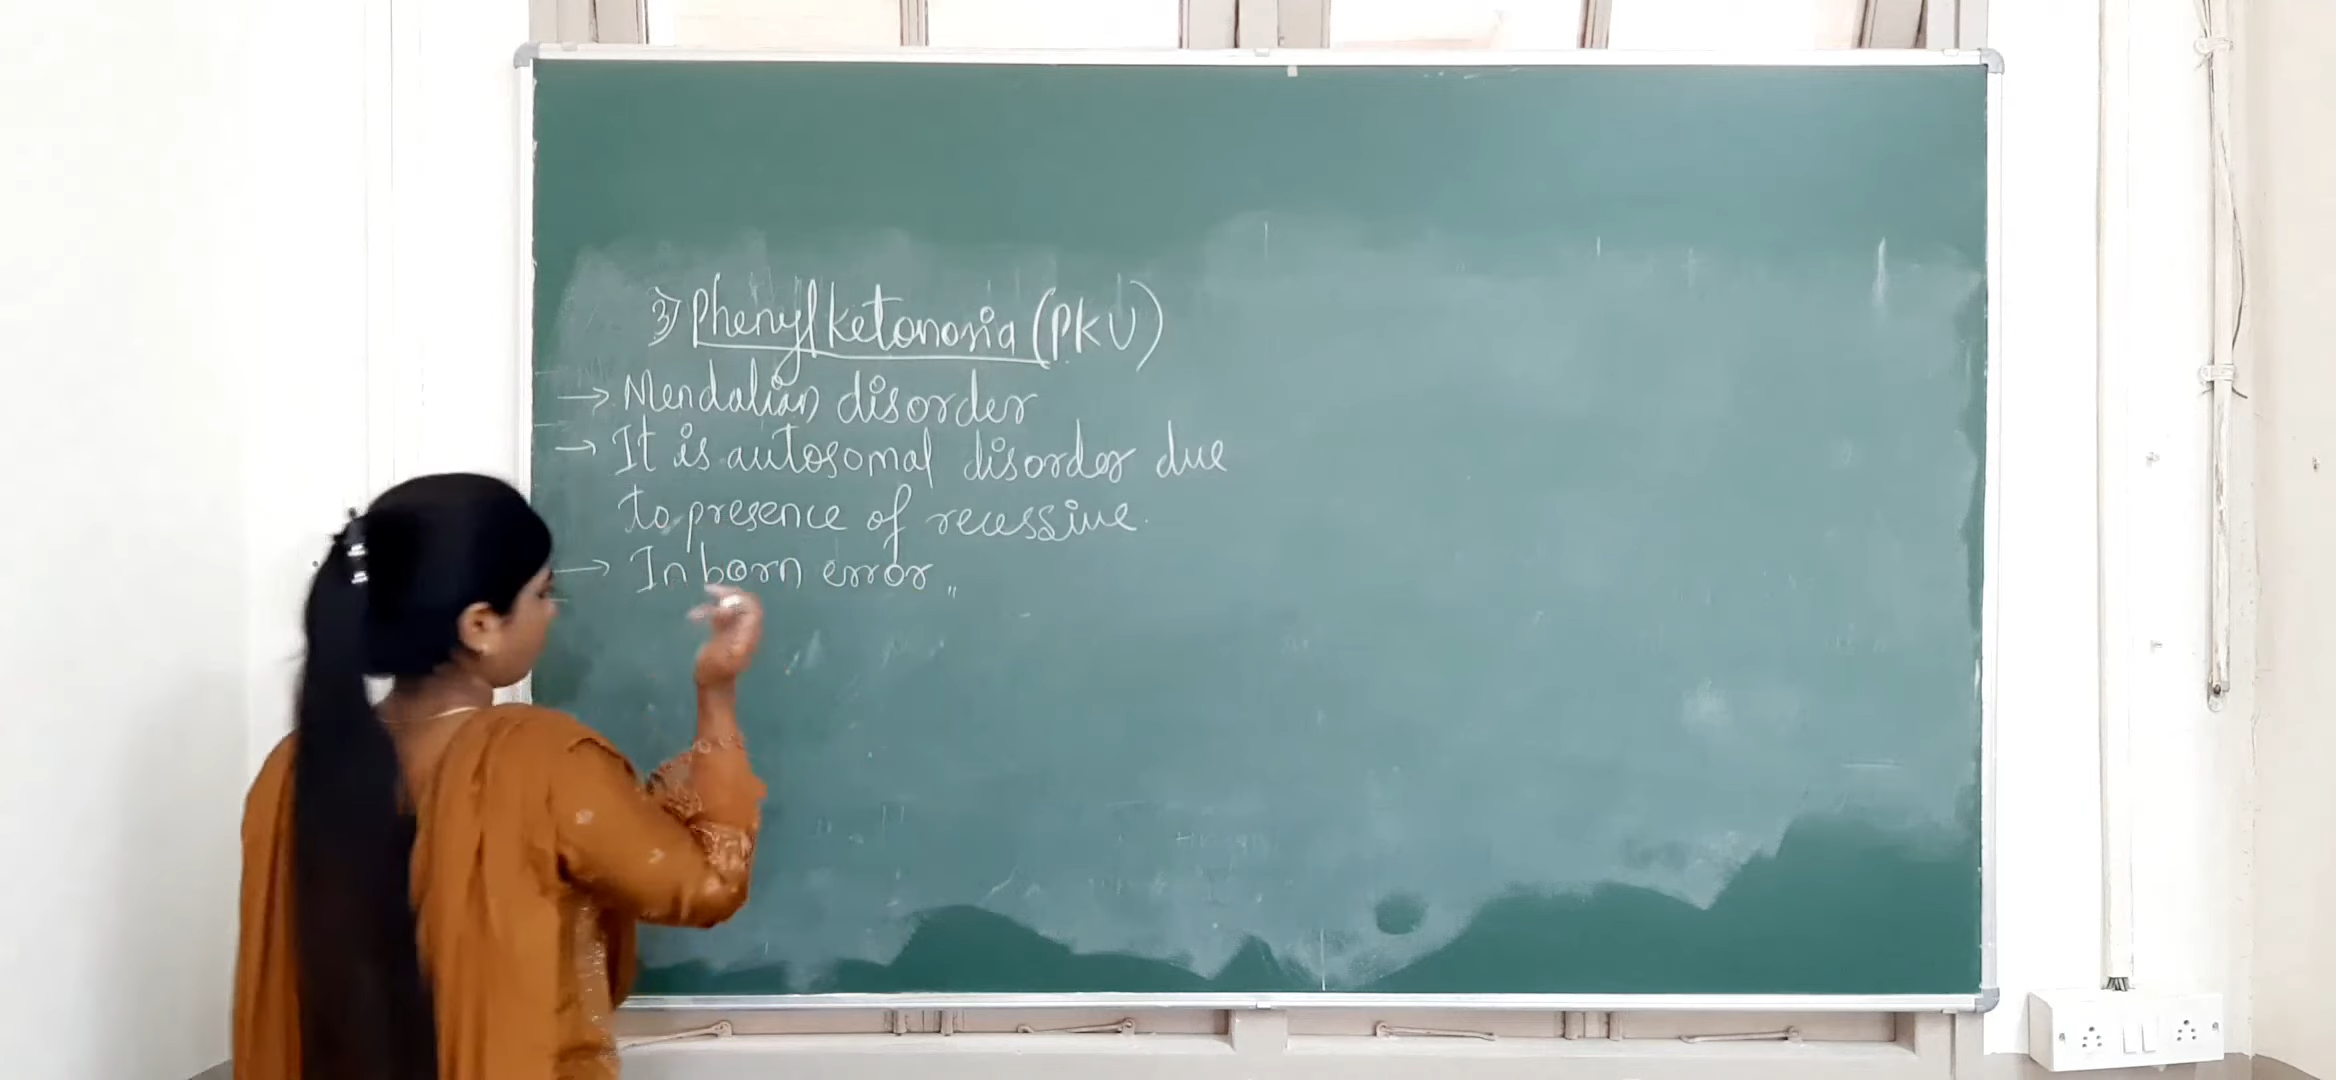 3) Phenylketonoria (PKU)
→ Mendalian disorder
→ It is autosomal disorder due
to presence of recessive.
→ In born error "